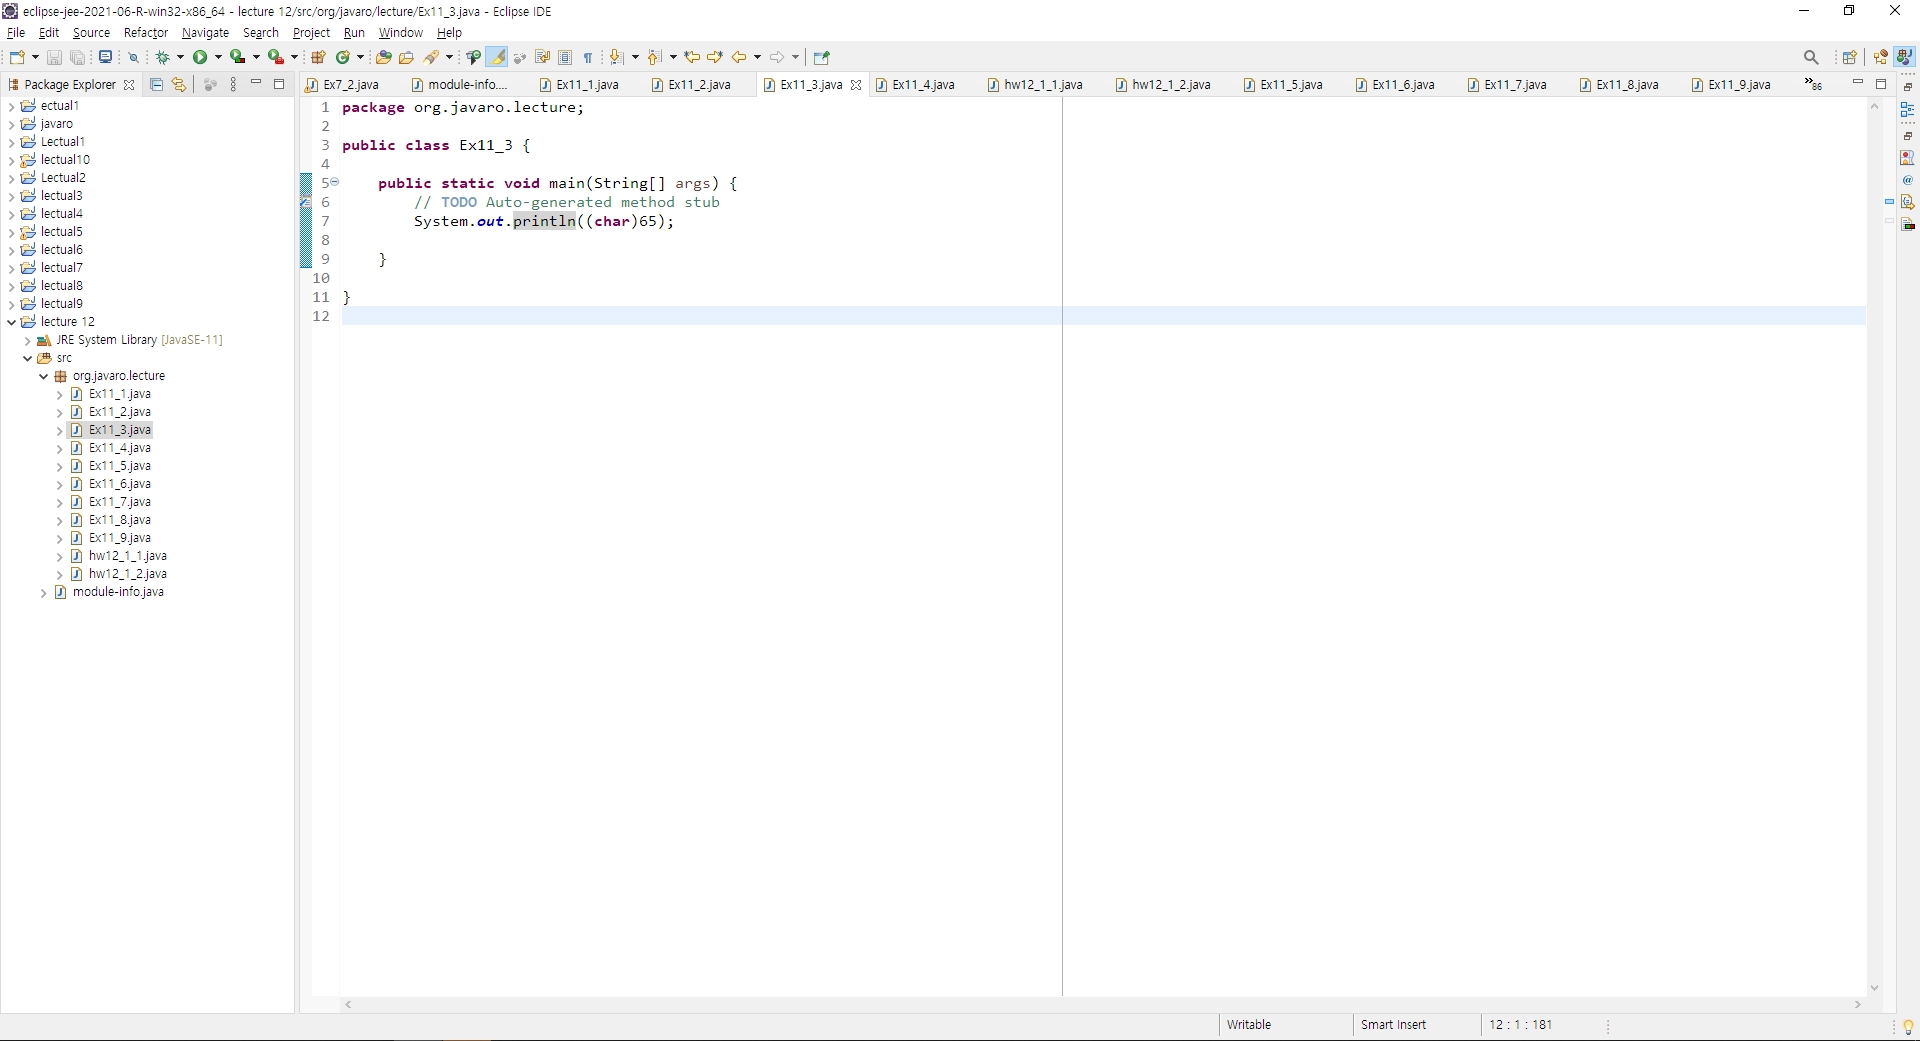 eclipse-jee-2021-06-R-win32-x86_64 - lecture 12/src/org/javaro/lecture/Ex11_3.java - Eclipse IDE
File Edit Source Refactor Navigate Search Project Run Window Help
Package Explorer
Ex7_2.java module-info.... Ex11_1.java Ex11_2.java Ex11_3.java Ex11_4.java hw12_1_1.java hw12_1_2.java Ex11_5.java Ex11_6.java Ex11_7.java Ex11_8.java Ex11_9.java »86
ectual1
javaro
Lectual1
lectual10
Lectual2
lectual3
lectual4
lectual5
lectual6
lectual7
lectual8
lectual9
lecture 12
JRE System Library [JavaSE-11]
src
org.javaro.lecture
Ex11_1.java
Ex11_2.java
Ex11_3.java
Ex11_4.java
Ex11_5.java
Ex11_6.java
Ex11_7.java
Ex11_8.java
Ex11_9.java
hw12_1_1.java
hw12_1_2.java
module-info.java
1 package org.javaro.lecture;
2
3 public class Ex11_3 {
4
5 public static void main(String[] args) {
6 // TODO Auto-generated method stub
7 System.out.println((char)65);
8
9 }
10
11 }
12
Writable Smart Insert 12 : 1 : 181